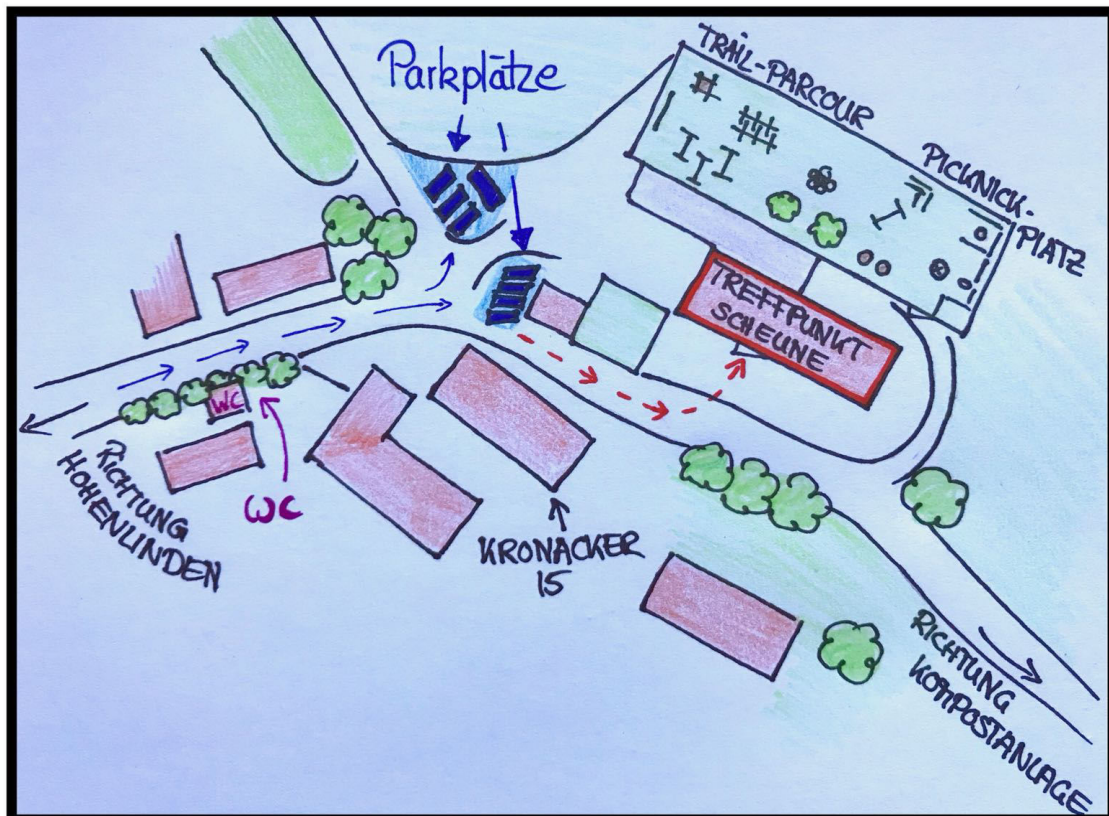 Parkplätze
TRAIL-PARCOUR
PICKNICK-
PLATZ
TREFFPUNKT
SCHEUNE
WC
WC
RICHTUNG
HOHENLINDEN
KRONACKER
15
RICHTUNG
KOMPOSTANLAGE